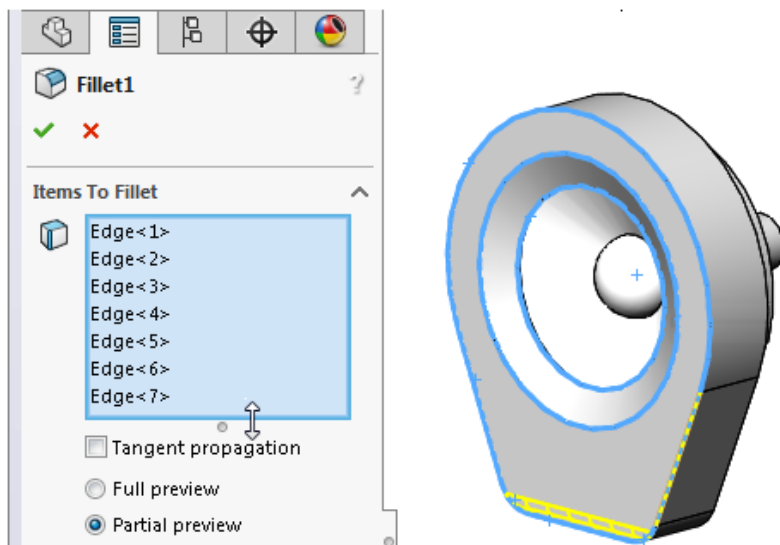 Fillet1
?
Items To Fillet
Edge<1>
Edge<2>
Edge<3>
Edge<4>
Edge<5>
Edge<6>
Edge<7>
Tangent propagation
Full preview
Partial preview